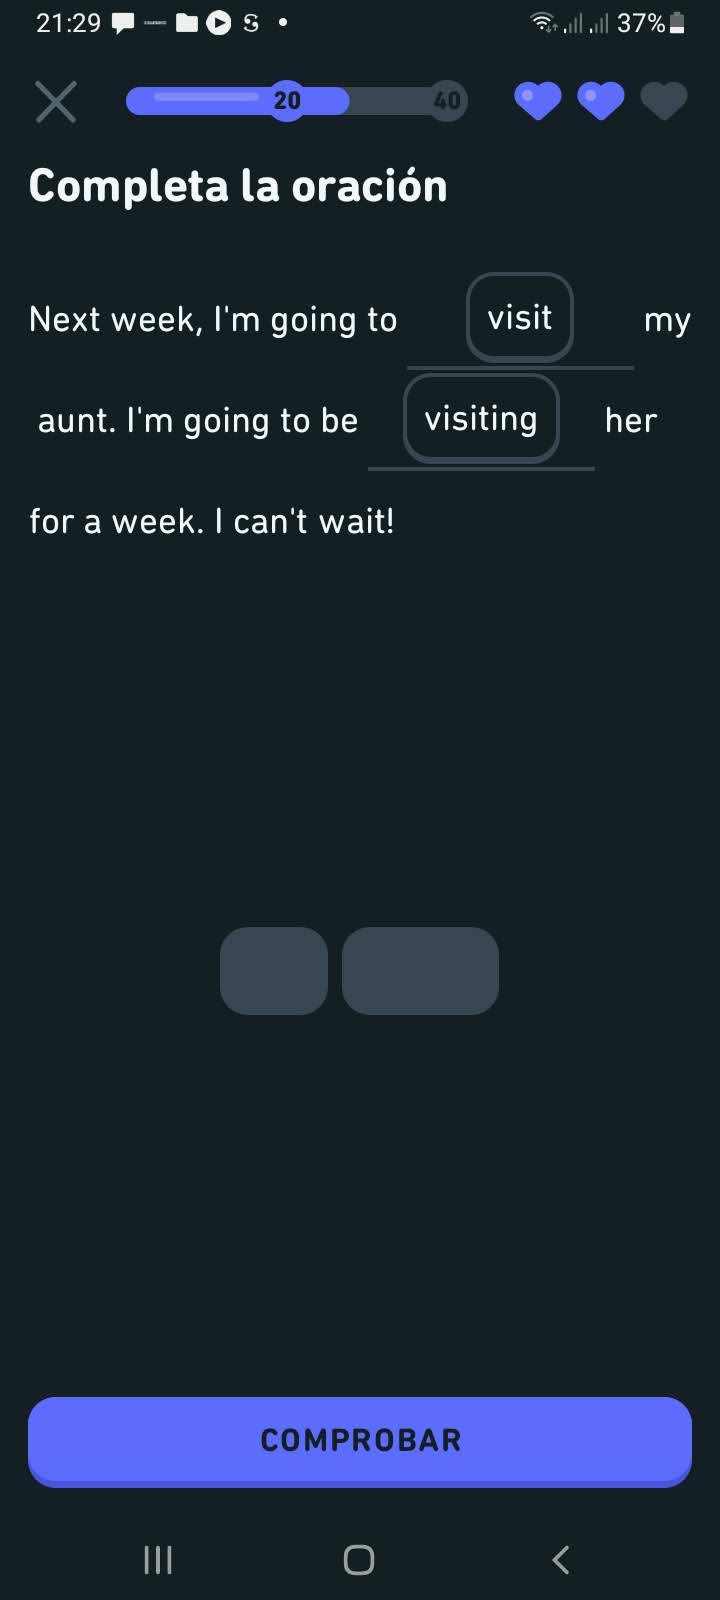 21:29 37%
20 40
Completa la oración
Next week, I'm going to visit my
aunt. I'm going to be visiting her
for a week. I can't wait!
COMPROBAR